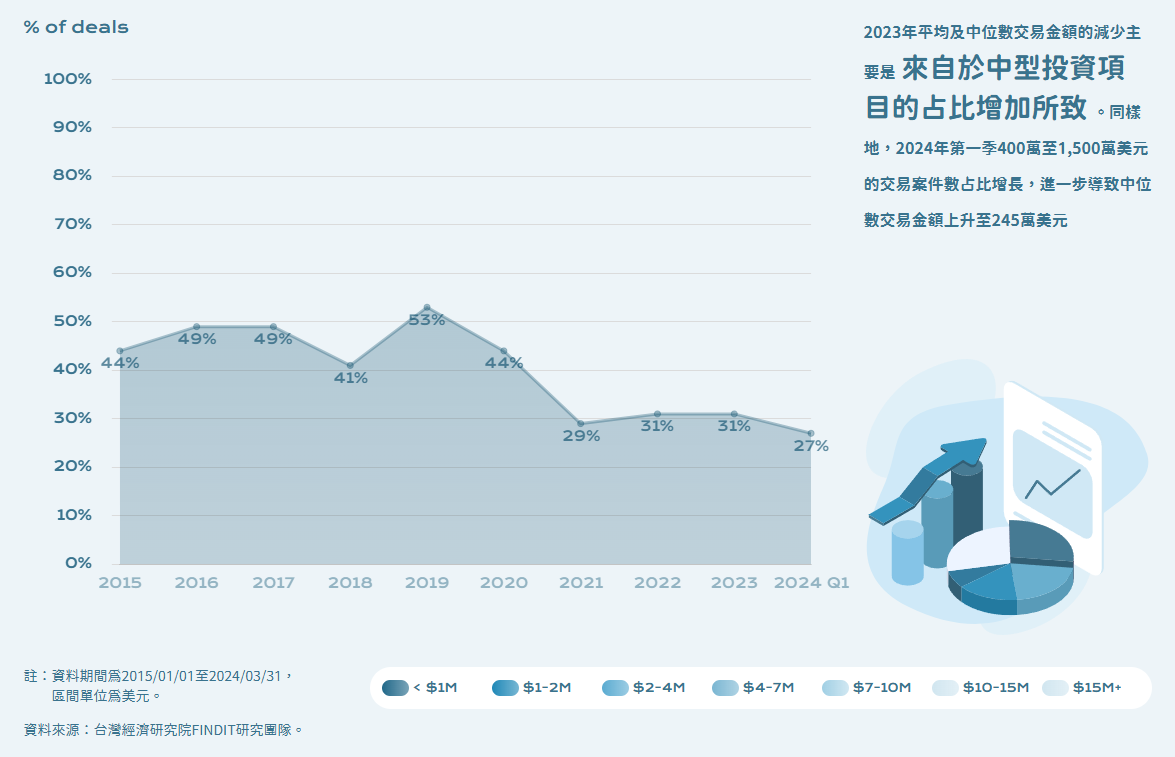 % of deals
100%
90%
80%
70%
60%
50%
40%
30%
20%
10%
0%
44%
49%
49%
41%
53%
44%
29%
31%
31%
27%
2015
2016
2017
2018
2019
2020
2021
2022
2023
2024 Q1
2023年平均及中位數交易金額的減少主
要是 來自於中型投資項
目的占比增加所致 。同樣
地，2024年第一季400萬至1,500萬美元
的交易案件數占比增長，進一步導致中位
數交易金額上升至245萬美元
註：資料期間為2015/01/01至2024/03/31，
區間單位為美元。
資料來源：台灣經濟研究院FINDIT研究團隊。
< $1M
$1-2M
$2-4M
$4-7M
$7-10M
$10-15M
$15M+